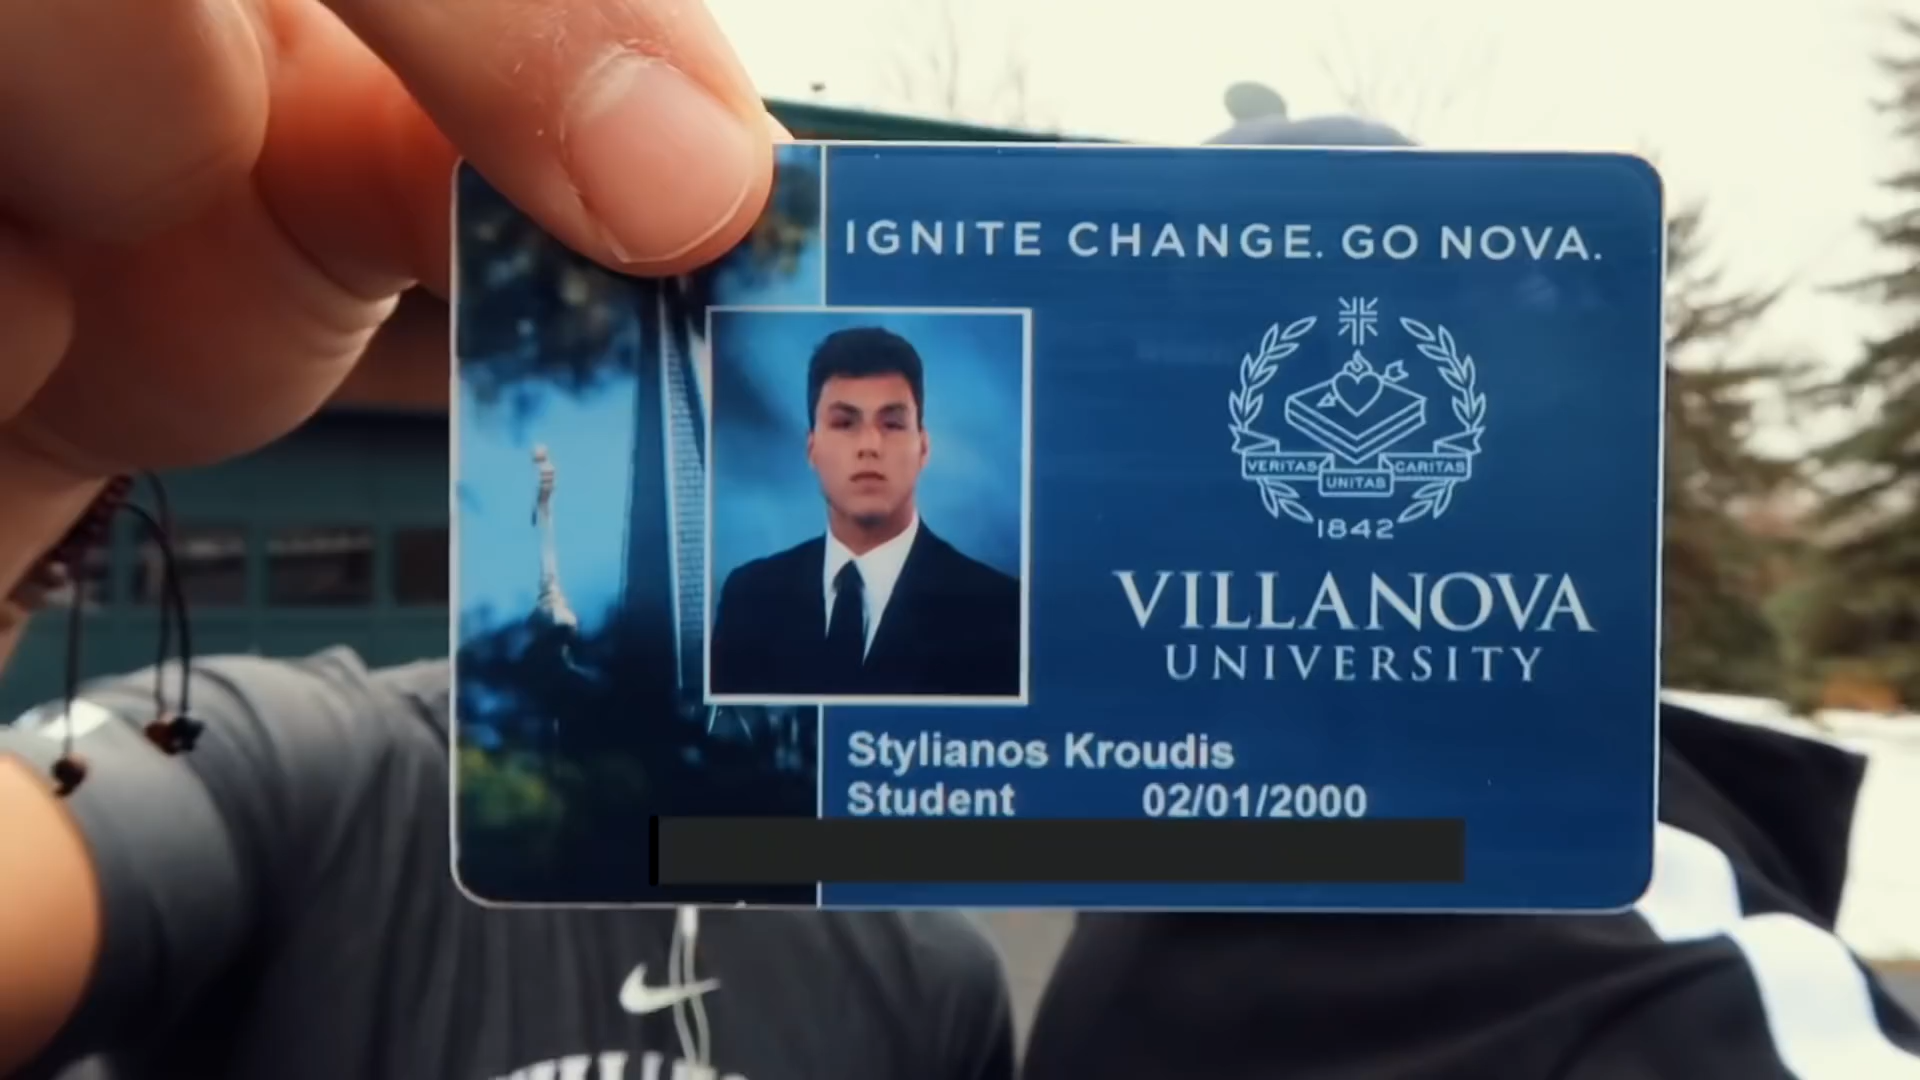 IGNITE CHANGE. GO NOVA.
VERITAS
UNITAS
CARITAS
1842
VILLANOVA
UNIVERSITY
Stylianos Kroudis
Student 02/01/2000